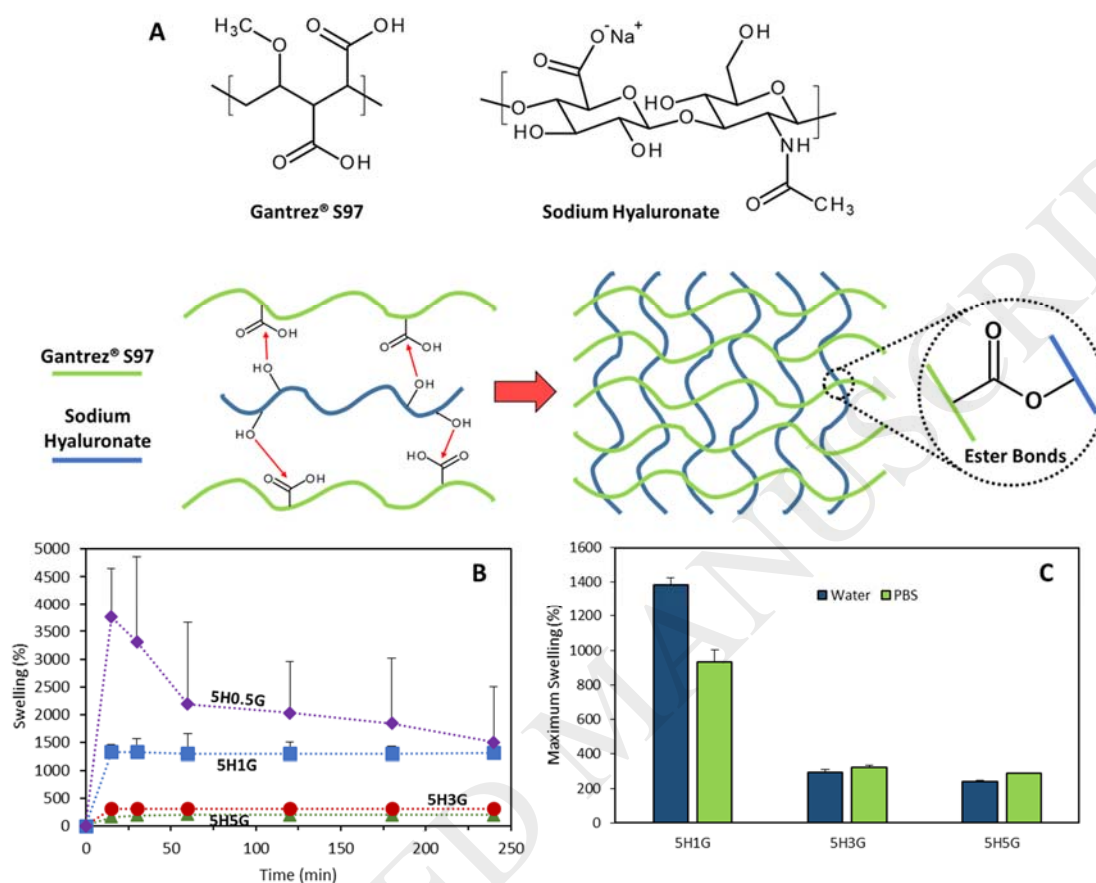 A
H3C
O
O
OH
O
OH
Gantrez® S97
O
O-Na+
O
O
HO
OH
OH
HO
O
O
O
NH
O
CH3
Sodium Hyaluronate
Gantrez® S97
Sodium
Hyaluronate
O
OH
O
OH
HO
OH
HO
OH
O
OH
HO
O
O
O
Ester Bonds
B
Swelling (%)
5000
4500
4000
3500
3000
2500
2000
1500
1000
500
0
5H0.5G
5H1G
5H3G
5H5G
0
50
100
150
200
250
Time (min)
C
Maximum Swelling (%)
1600
1400
1200
1000
800
600
400
200
0
Water
PBS
5H1G
5H3G
5H5G
ED MANUSCRIP